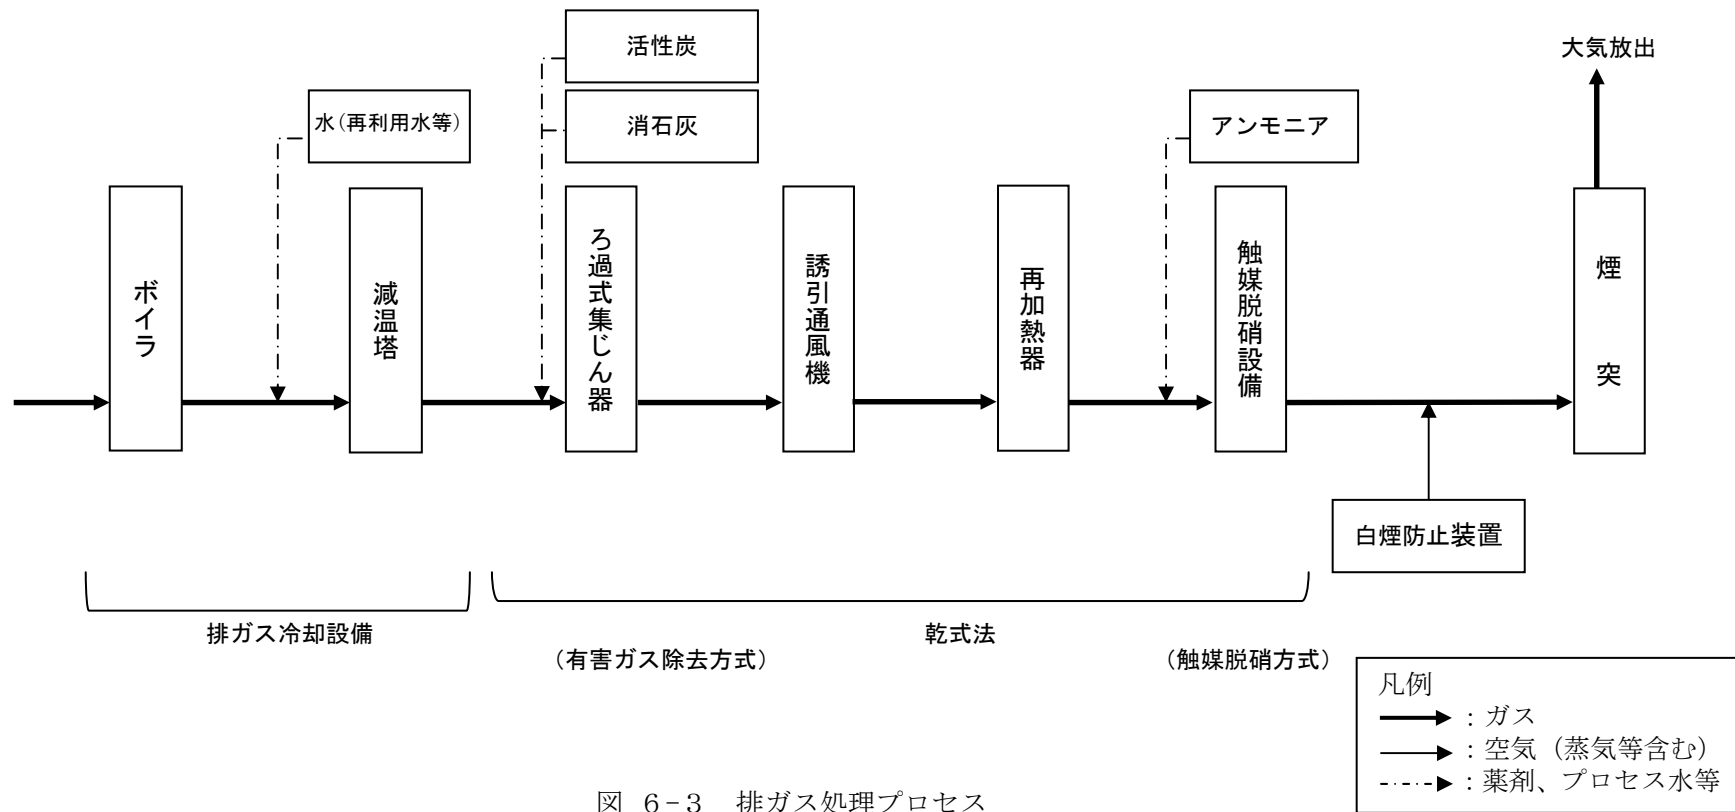 活性炭
大気放出
水(再利用水等)
消石灰
アンモニア
ボイラ
減温塔
ろ過式集じん器
誘引通風機
再加熱器
触媒脱硝設備
煙突
白煙防止装置
排ガス冷却設備
乾式法
(有害ガス除去方式)
(触媒脱硝方式)
凡例
：ガス
：空気（蒸気等含む）
：薬剤、プロセス水等
図 6-3 排ガス処理プロセス